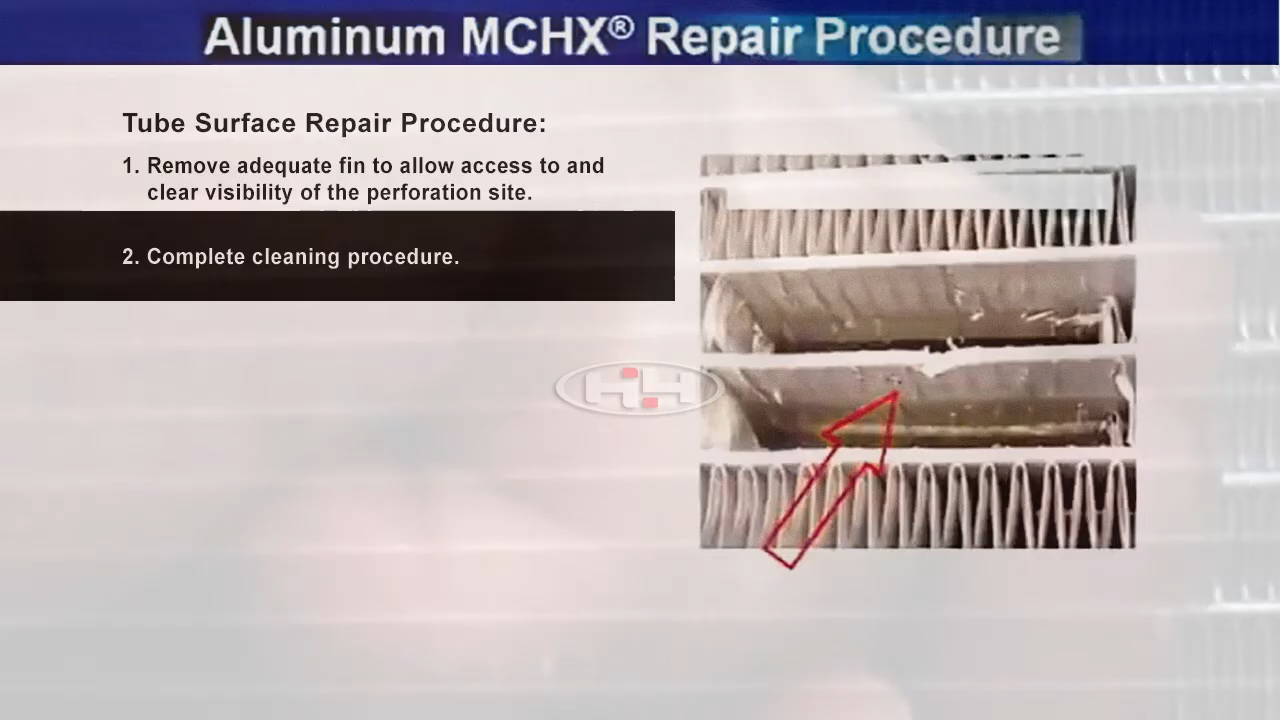 Aluminum MCHX® Repair Procedure
Tube Surface Repair Procedure:
1. Remove adequate fin to allow access to and
clear visibility of the perforation site.
2. Complete cleaning procedure.